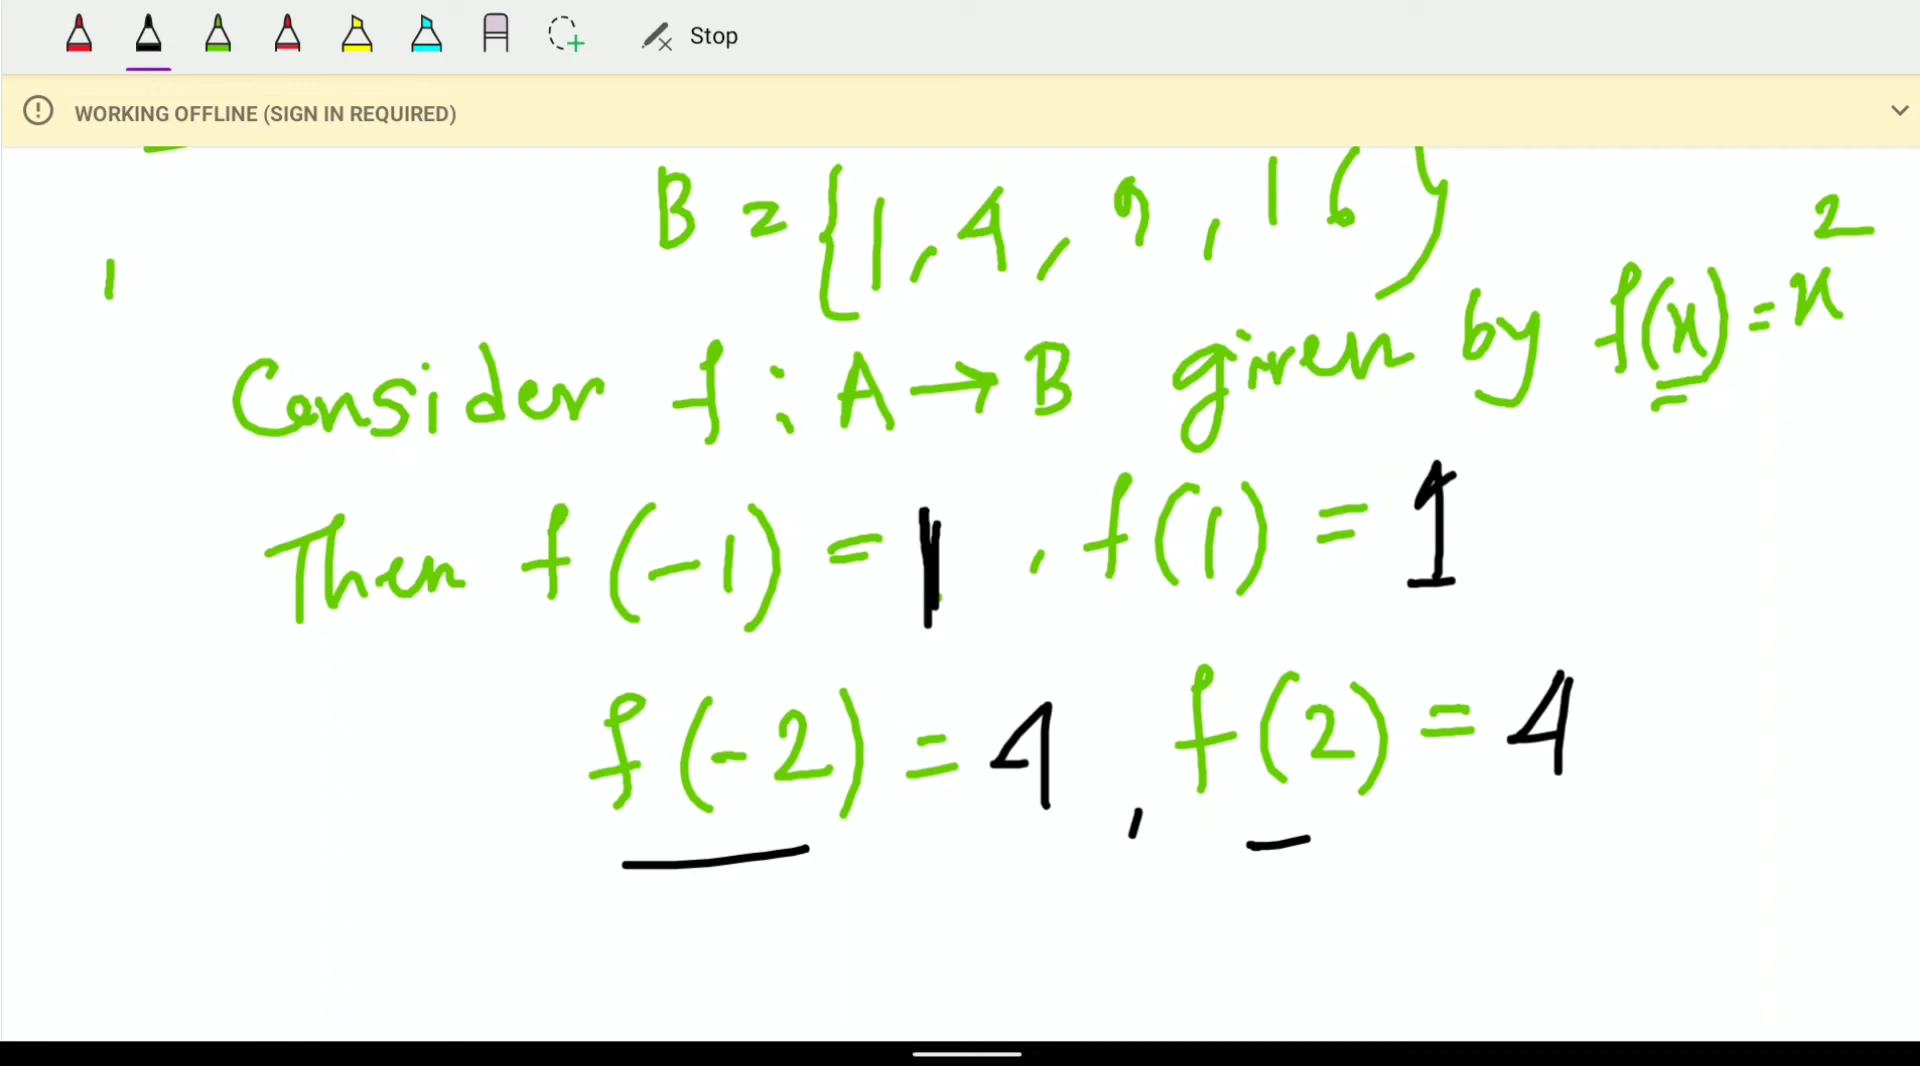 Stop
WORKING OFFLINE (SIGN IN REQUIRED)
B = {1, 4, 9, 16}
1
Consider f : A → B given by f(x) = x²
Then f(-1) = 1, f(1) = 1
f(-2) = 4, f(2) = 4